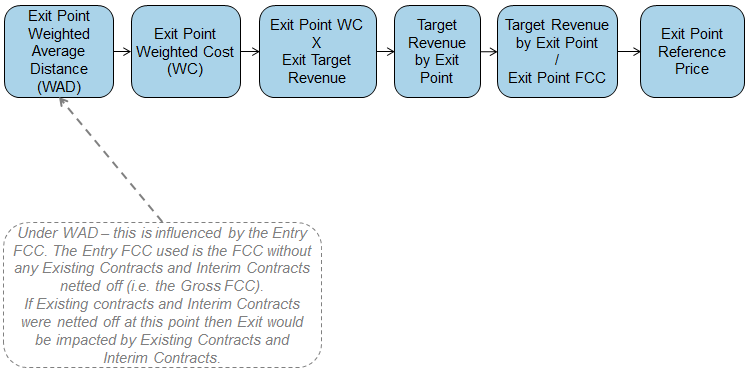 Exit Point
Weighted
Average
Distance
(WAD)
Exit Point
Weighted Cost
(WC)
Exit Point WC
X
Exit Target
Revenue
Target
Revenue
by Exit
Point
Target Revenue
by Exit Point
/
Exit Point FCC
Exit Point
Reference
Price
Under WAD – this is influenced by the Entry
FCC. The Entry FCC used is the FCC without
any Existing Contracts and Interim Contracts
netted off (i.e. the Gross FCC).
If Existing contracts and Interim Contracts
were netted off at this point then Exit would
be impacted by Existing Contracts and
Interim Contracts.